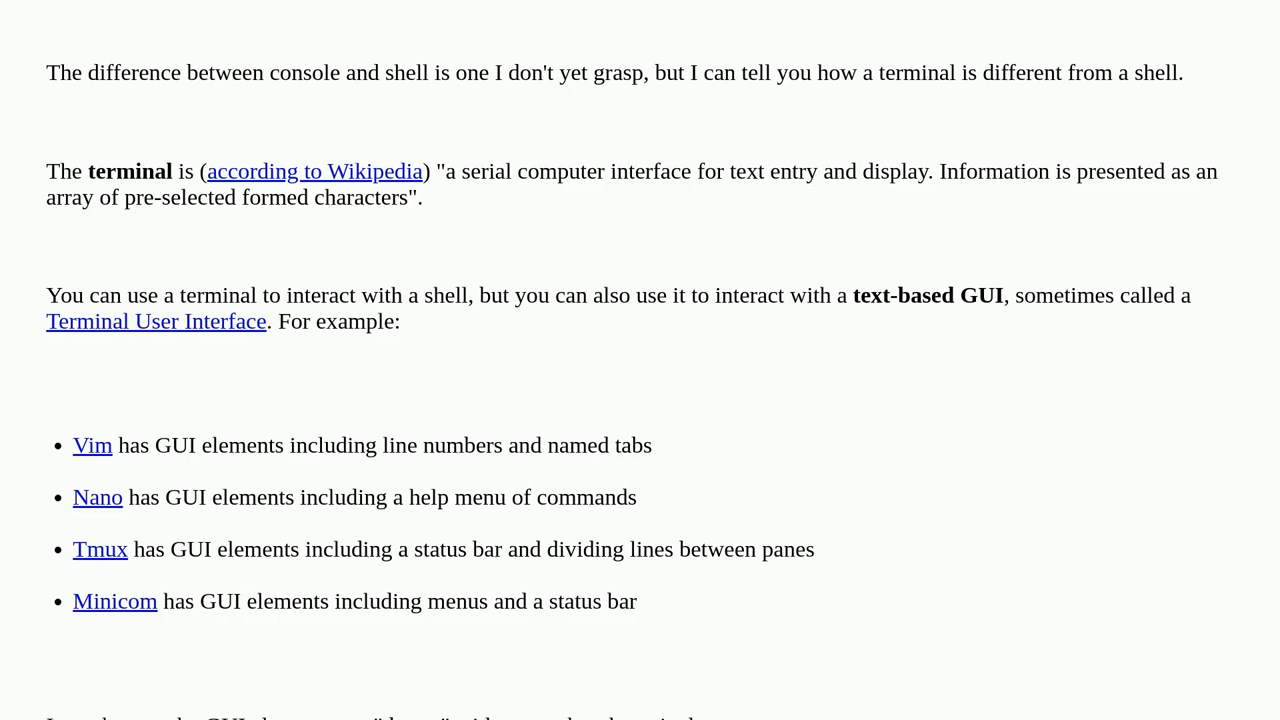 The difference between console and shell is one I don't yet grasp, but I can tell you how a terminal is different from a shell.
The terminal is (according to Wikipedia) "a serial computer interface for text entry and display. Information is presented as an
array of pre-selected formed characters".
You can use a terminal to interact with a shell, but you can also use it to interact with a text-based GUI, sometimes called a
Terminal User Interface. For example:
• Vim has GUI elements including line numbers and named tabs
• Nano has GUI elements including a help menu of commands
• Tmux has GUI elements including a status bar and dividing lines between panes
• Minicom has GUI elements including menus and a status bar